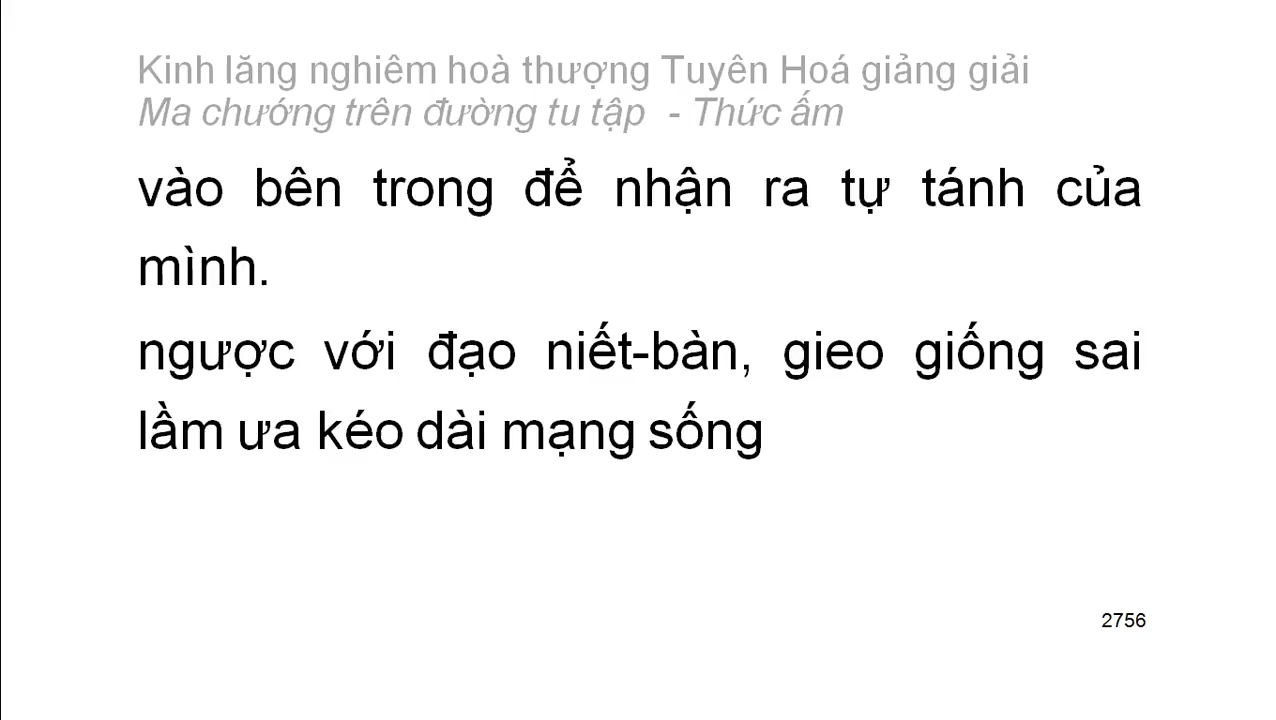 Kinh lăng nghiêm hoà thượng Tuyên Hoá giảng giải
Ma chướng trên đường tu tập - Thức ấm
vào bên trong để nhận ra tự tánh của
mình.
ngược với đạo niết-bàn, gieo giống sai
lầm ưa kéo dài mạng sống
2756